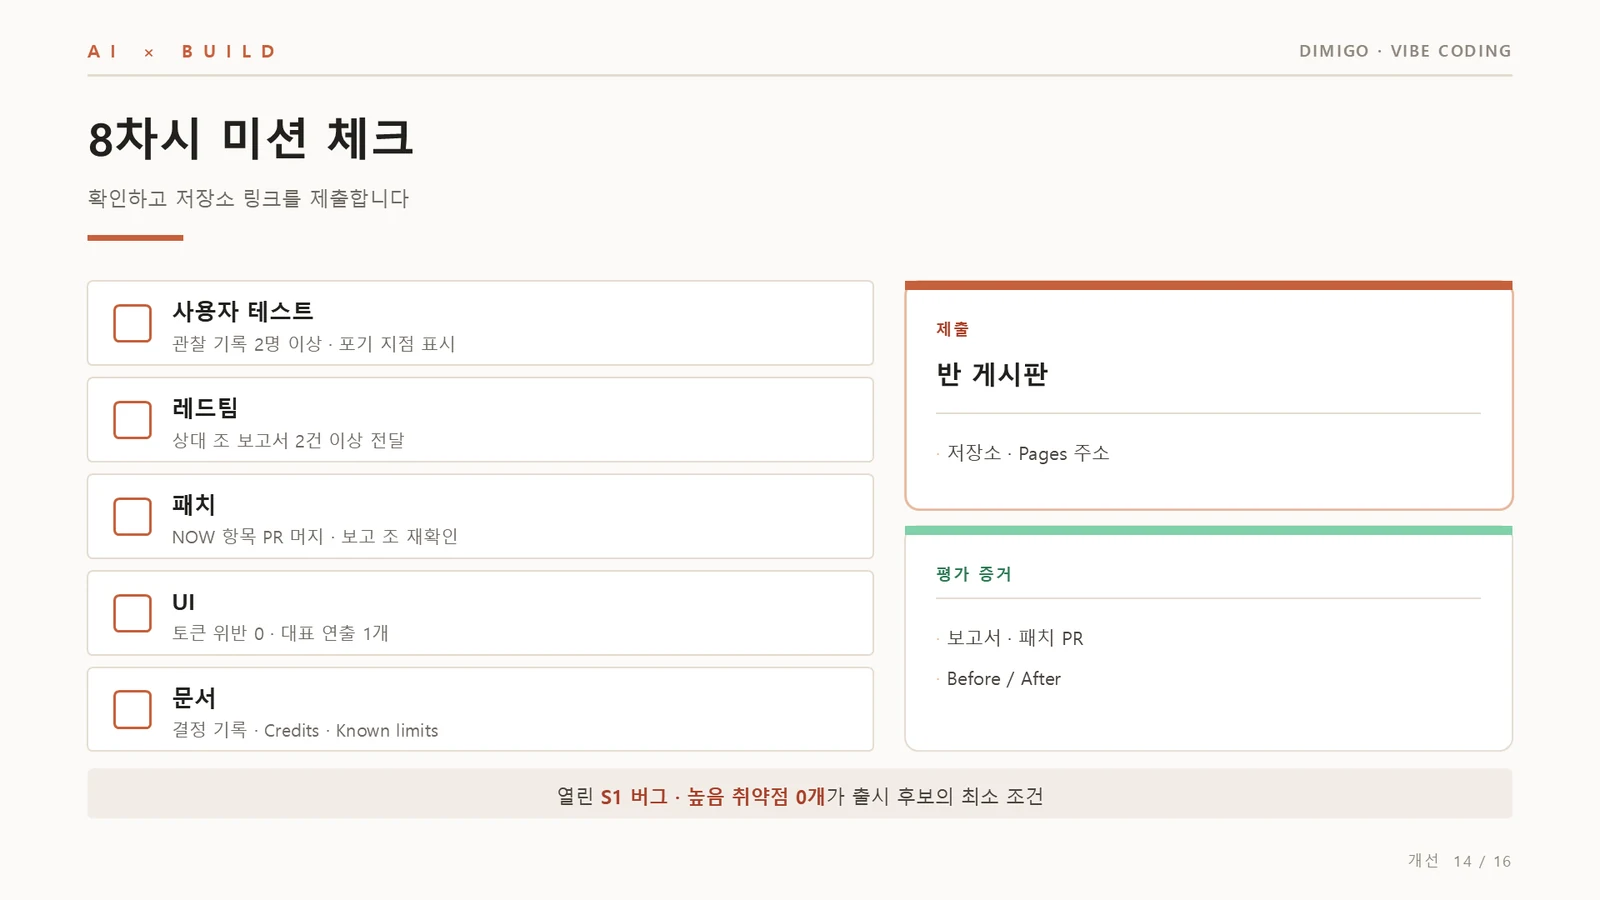 AI × BUILD
DIMIGO · VIBE CODING
8차시 미션 체크
확인하고 저장소 링크를 제출합니다
사용자 테스트
관찰 기록 2명 이상 · 포기 지점 표시
레드팀
상대 조 보고서 2건 이상 전달
패치
NOW 항목 PR 머지 · 보고 조 재확인
UI
토큰 위반 0 · 대표 연출 1개
문서
결정 기록 · Credits · Known limits
제출
반 게시판
· 저장소 · Pages 주소
평가 증거
· 보고서 · 패치 PR
· Before / After
열린 S1 버그 · 높음 취약점 0개가 출시 후보의 최소 조건
개선 14 / 16